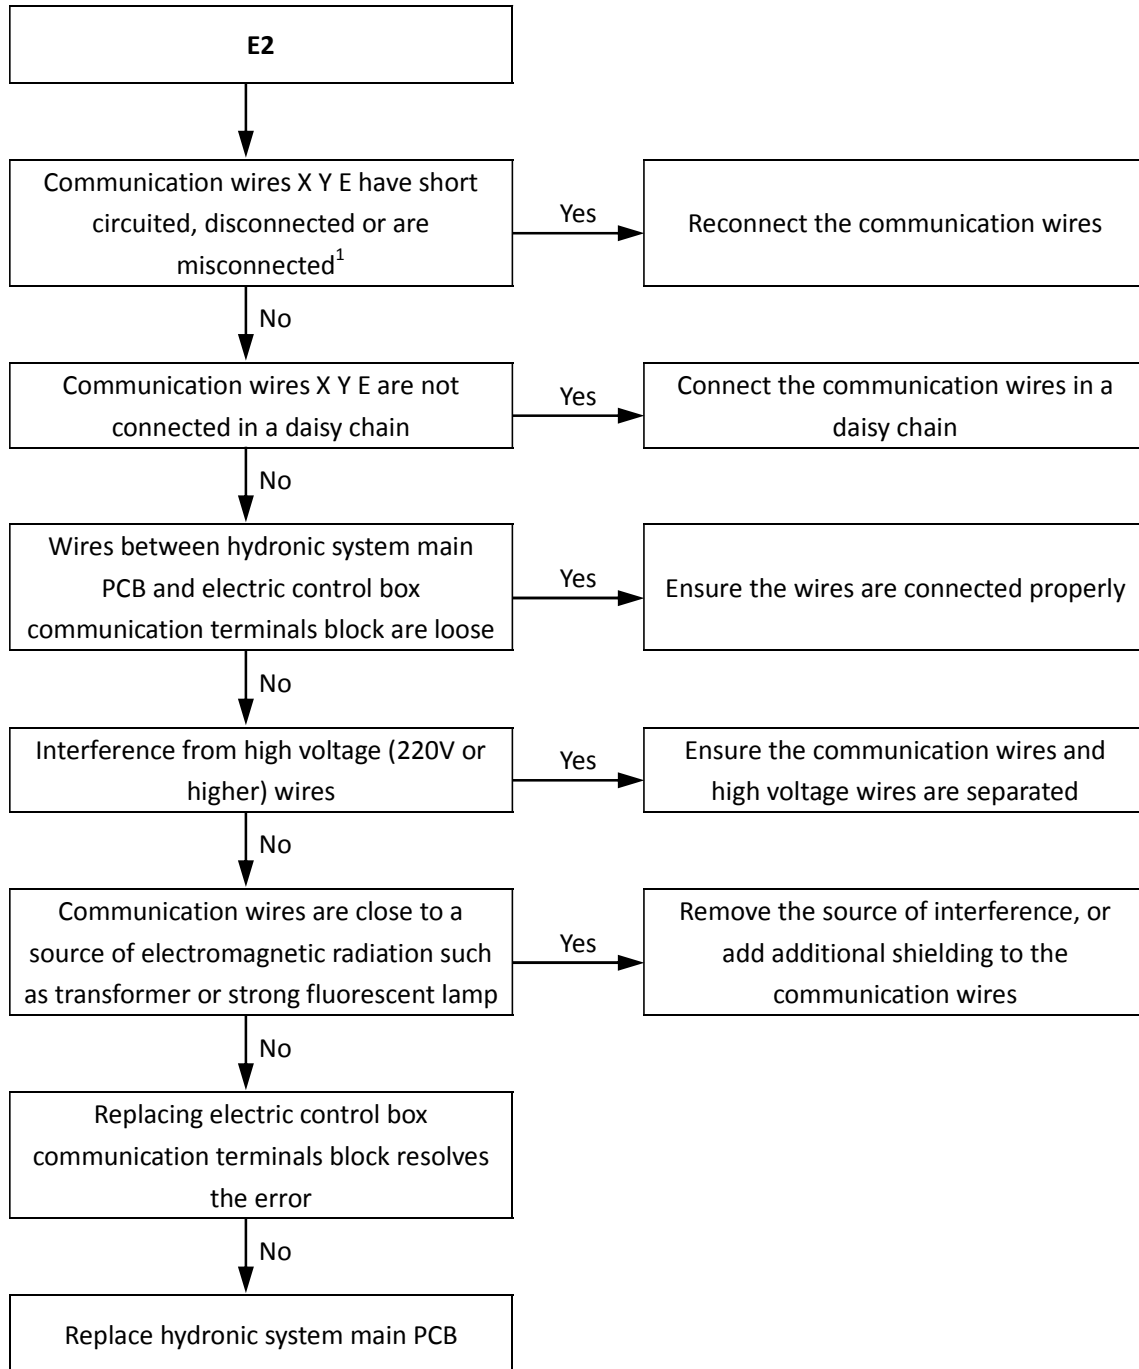 E2
Communication wires X Y E have short
circuited, disconnected or are
misconnected1
Yes
Reconnect the communication wires
No
Communication wires X Y E are not
connected in a daisy chain
Yes
Connect the communication wires in a
daisy chain
No
Wires between hydronic system main
PCB and electric control box
communication terminals block are loose
Yes
Ensure the wires are connected properly
No
Interference from high voltage (220V or
higher) wires
Yes
Ensure the communication wires and
high voltage wires are separated
No
Communication wires are close to a
source of electromagnetic radiation such
as transformer or strong fluorescent lamp
Yes
Remove the source of interference, or
add additional shielding to the
communication wires
No
Replacing electric control box
communication terminals block resolves
the error
No
Replace hydronic system main PCB